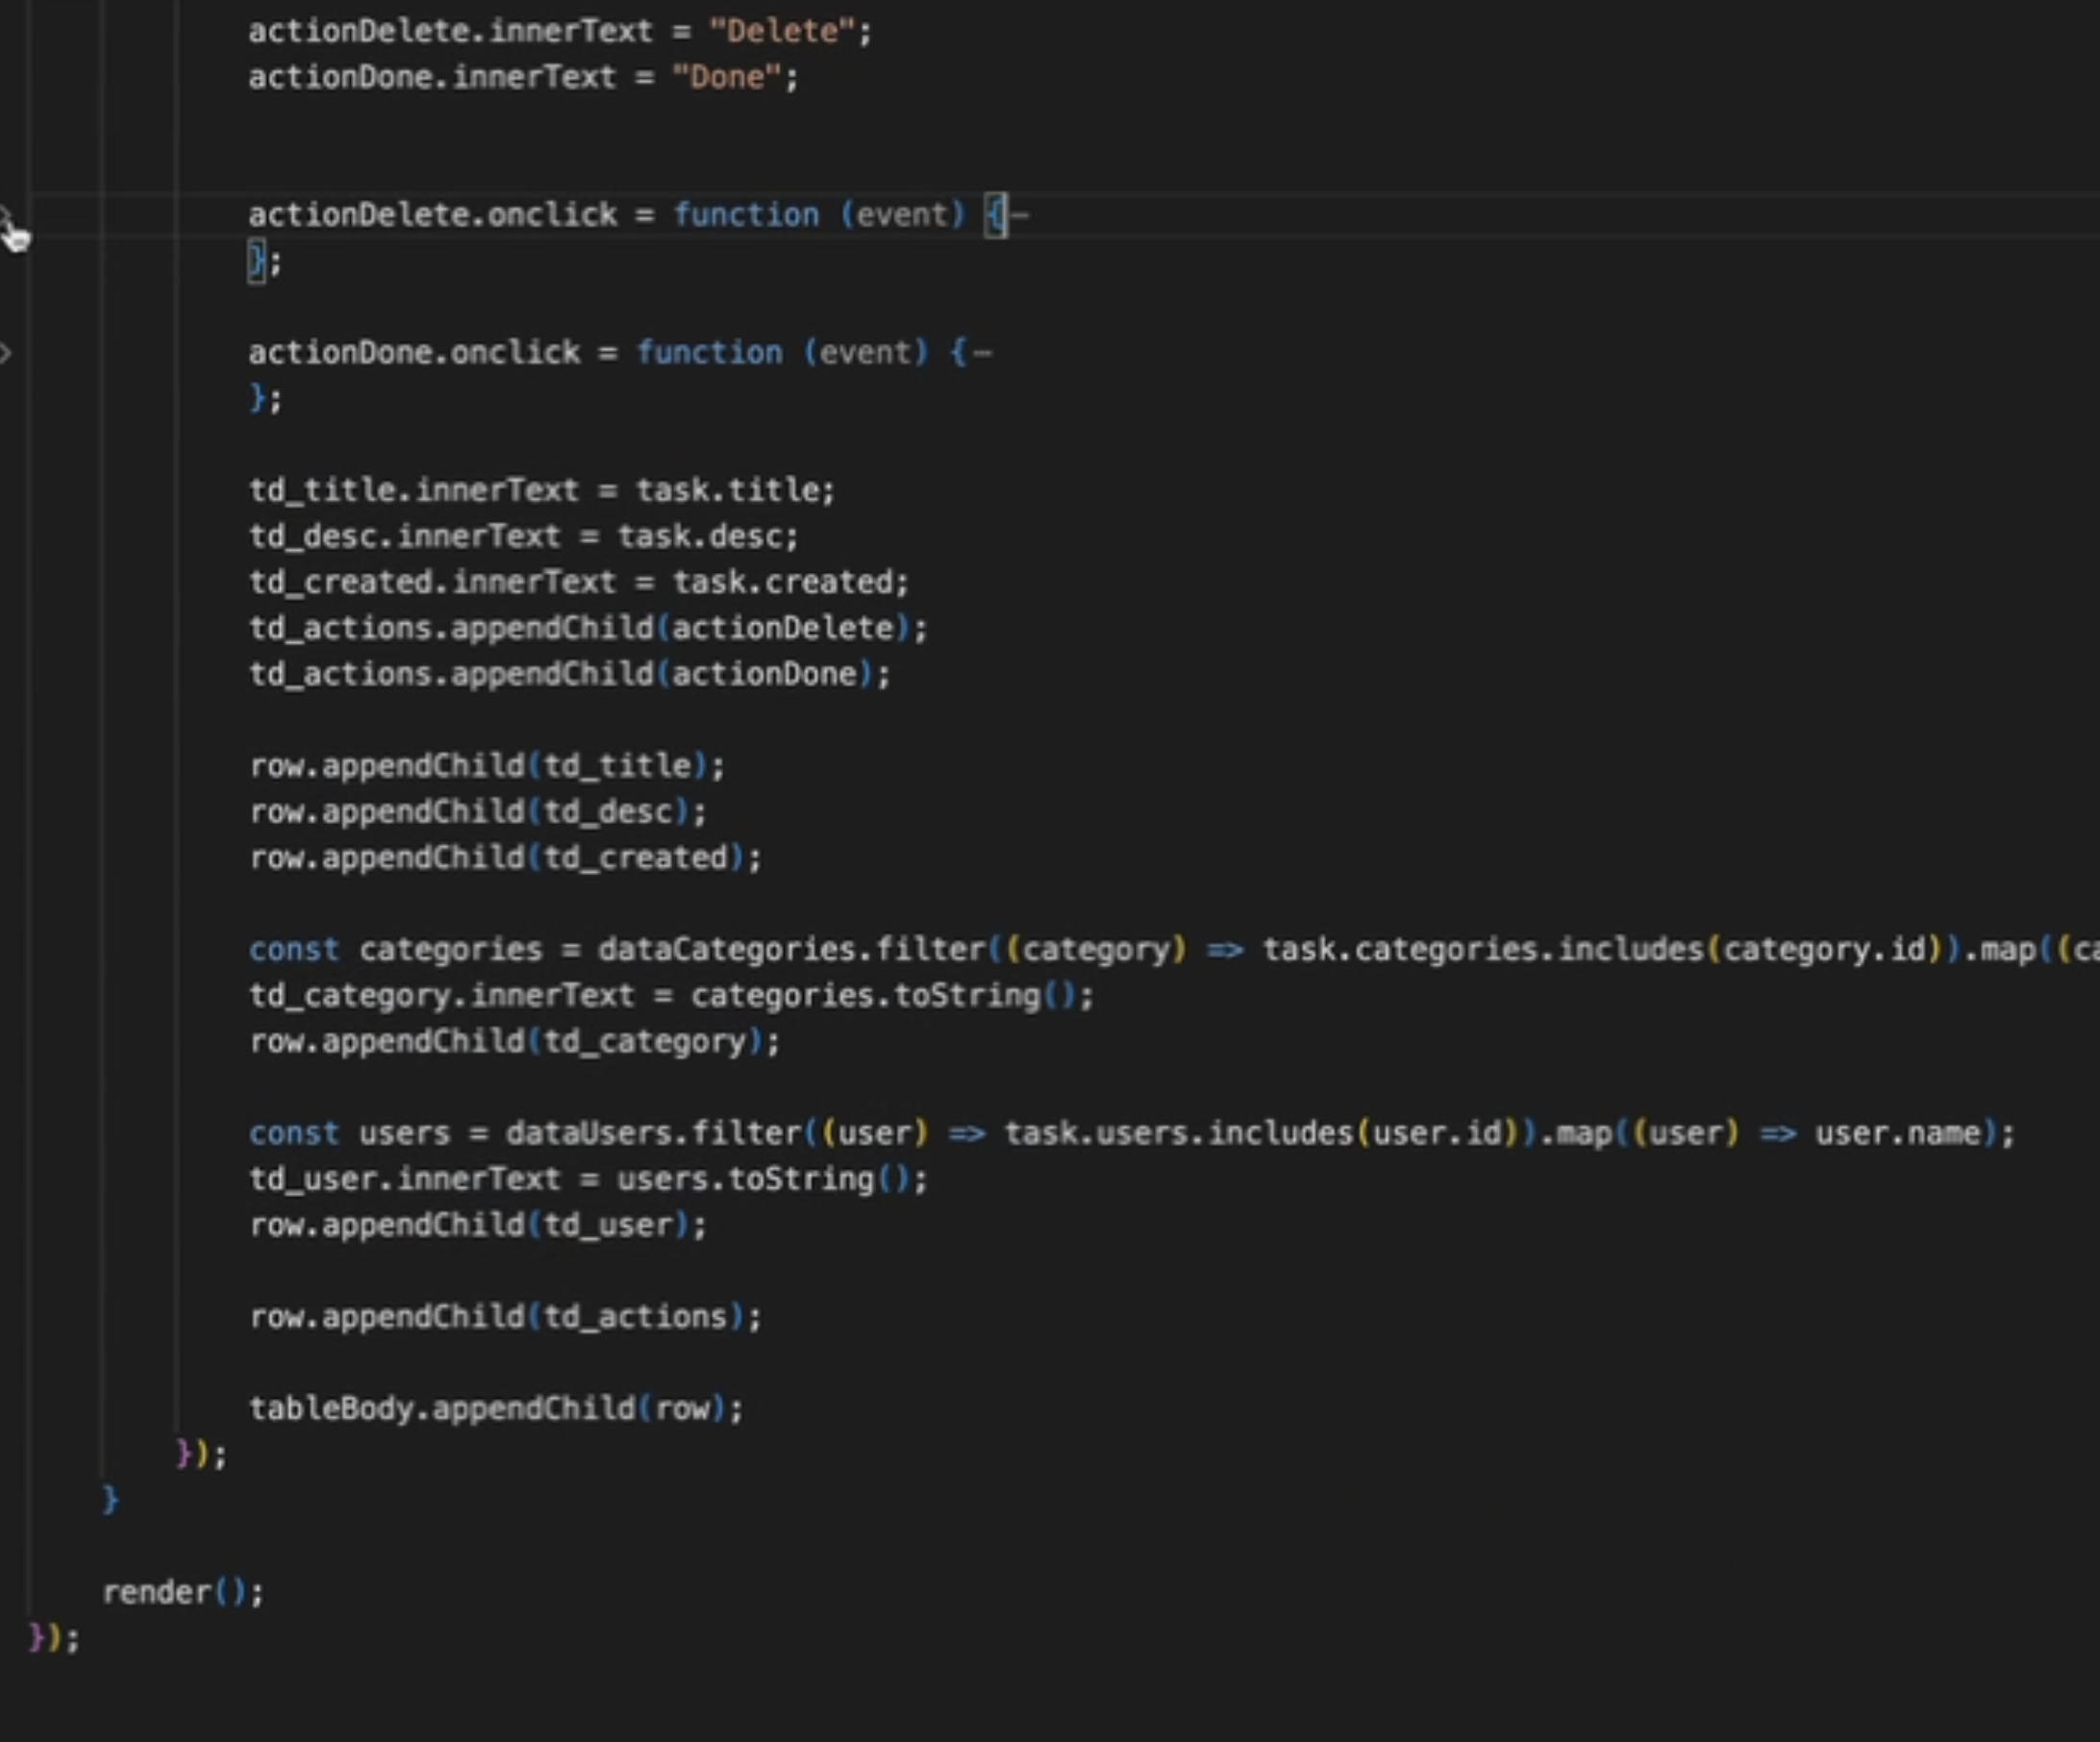 actionDelete.innerText = "Delete";
actionDone.innerText = "Done";
actionDelete.onclick = function (event) {–
};
actionDone.onclick = function (event) {–
};
td_title.innerText = task.title;
td_desc.innerText = task.desc;
td_created.innerText = task.created;
td_actions.appendChild(actionDelete);
td_actions.appendChild(actionDone);
row.appendChild(td_title);
row.appendChild(td_desc);
row.appendChild(td_created);
const categories = dataCategories.filter((category) => task.categories.includes(category.id)).map((ca
td_category.innerText = categories.toString();
row.appendChild(td_category);
const users = dataUsers.filter((user) => task.users.includes(user.id)).map((user) => user.name);
td_user.innerText = users.toString();
row.appendChild(td_user);
row.appendChild(td_actions);
tableBody.appendChild(row);
});
}
render();
});